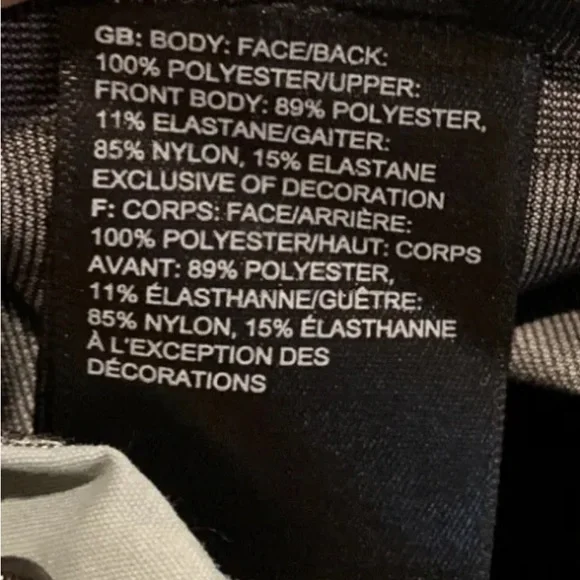 GB: BODY: FACE/BACK:
100% POLYESTER/UPPER:
FRONT BODY: 89% POLYESTER,
11% ELASTANE/GAITER:
85% NYLON, 15% ELASTANE
EXCLUSIVE OF DECORATION
F: CORPS: FACE/ARRIÈRE:
100% POLYESTER/HAUT: CORPS
AVANT: 89% POLYESTER,
11% ÉLASTHANNE/GUÊTRE:
85% NYLON, 15% ÉLASTHANNE
À L'EXCEPTION DES
DÉCORATIONS